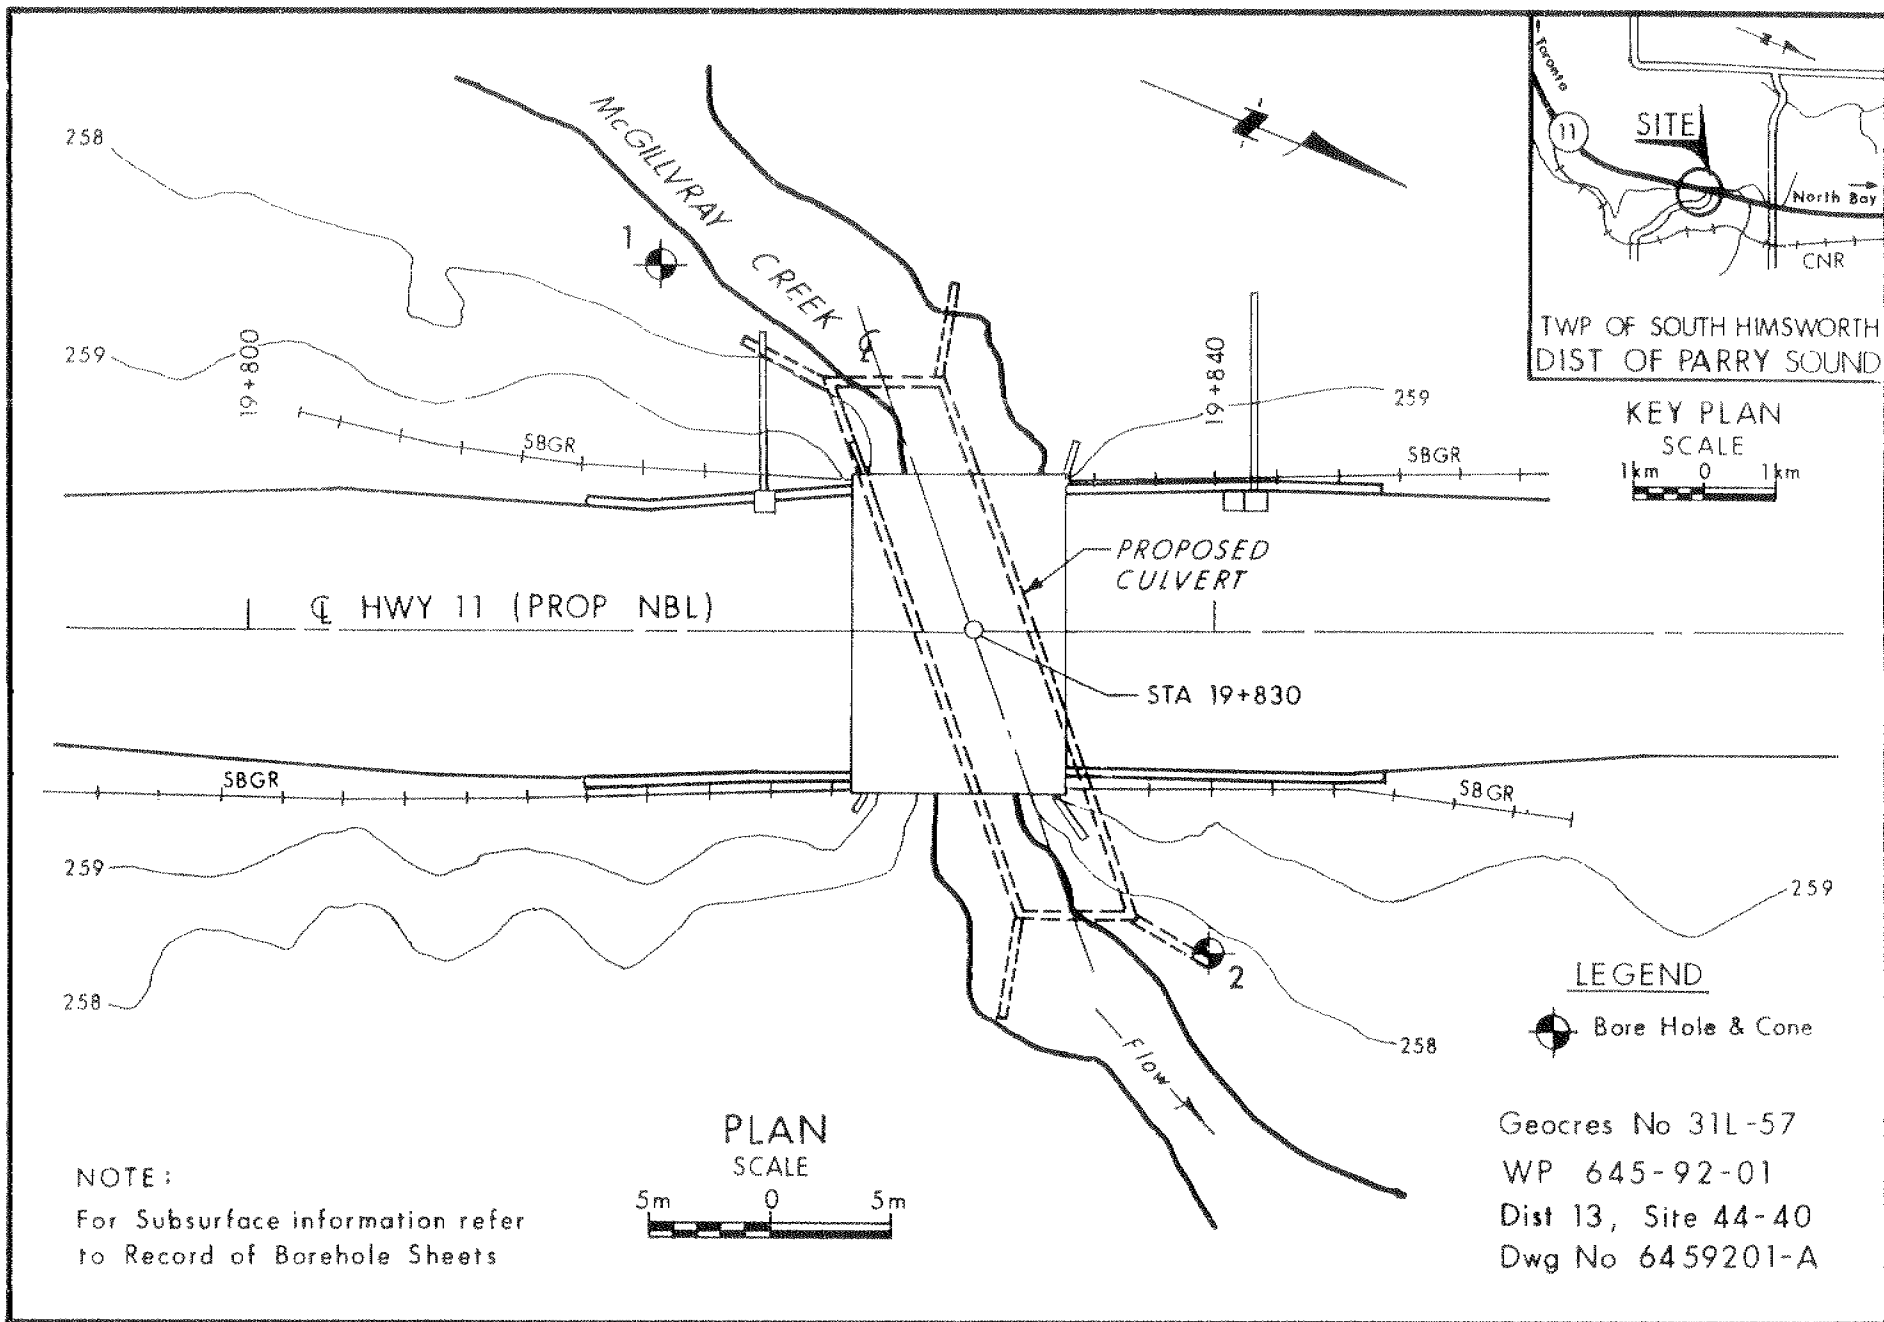 258
McGILLVRAY CREEK
N
1
259
19+800
℄
19+840
259
SBGR
SBGR
PROPOSED
CULVERT
℄ HWY 11 (PROP NBL)
STA 19+830
SBGR
SBGR
259
259
258
2
258
Flow
Toronto
N
11
SITE
North Bay
CNR
TWP OF SOUTH HIMSWORTH
DIST OF PARRY SOUND
KEY PLAN
SCALE
1km 0 1km
LEGEND
Bore Hole & Cone
PLAN
SCALE
5m 0 5m
NOTE:
For Subsurface information refer
to Record of Borehole Sheets
Geocres No 31L-57
WP 645-92-01
Dist 13, Site 44-40
Dwg No 6459201-A